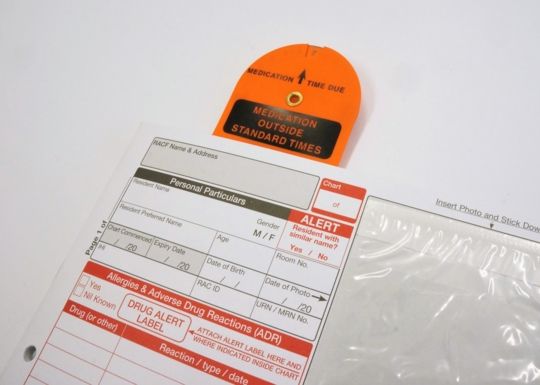 MEDICATION TIME DUE
MEDICATION
OUTSIDE
STANDARD TIMES
RACF Name & Address
Chart
of
Insert Photo and Stick Dow
Personal Particulars
Resident Name
ALERT
Resident with
similar name?
Yes / No
Resident Preferred Name
Gender
M / F
Age
Room No.
Chart Commenced
/ /20
Expiry Date
/ /20
Date of Birth
/ /
Date of Photo
/ /20
RAC ID
URN / MRN No.
Page 1 of
Allergies & Adverse Drug Reactions (ADR)
Yes
Nil Known
DRUG ALERT
LABEL
ATTACH ALERT LABEL HERE AND
WHERE INDICATED INSIDE CHART
Drug (or other)
Reaction / type / date